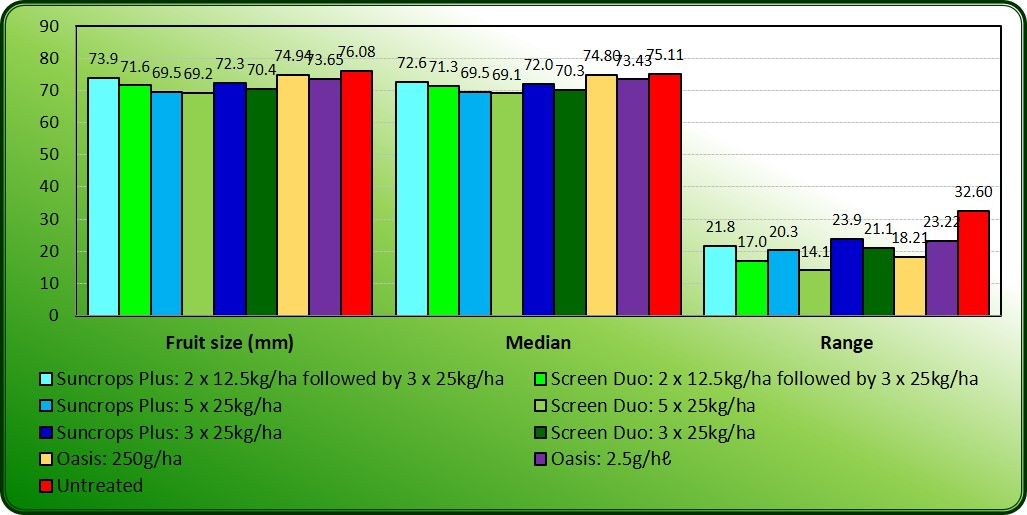 90
80
70
60
50
40
30
20
10
0
73.9 71.6 69.5 69.2 72.3 70.4 74.94 73.65 76.08
72.6 71.3 69.5 69.1 72.0 70.3 74.80 73.43 75.11
21.8 17.0 20.3 14.1 23.9 21.1 18.21 23.22 32.60
Fruit size (mm) Median Range
Suncrops Plus: 2 x 12.5kg/ha followed by 3 x 25kg/ha Screen Duo: 2 x 12.5kg/ha followed by 3 x 25kg/ha
Suncrops Plus: 5 x 25kg/ha Screen Duo: 5 x 25kg/ha
Suncrops Plus: 3 x 25kg/ha Screen Duo: 3 x 25kg/ha
Oasis: 250g/ha Oasis: 2.5g/hℓ
Untreated